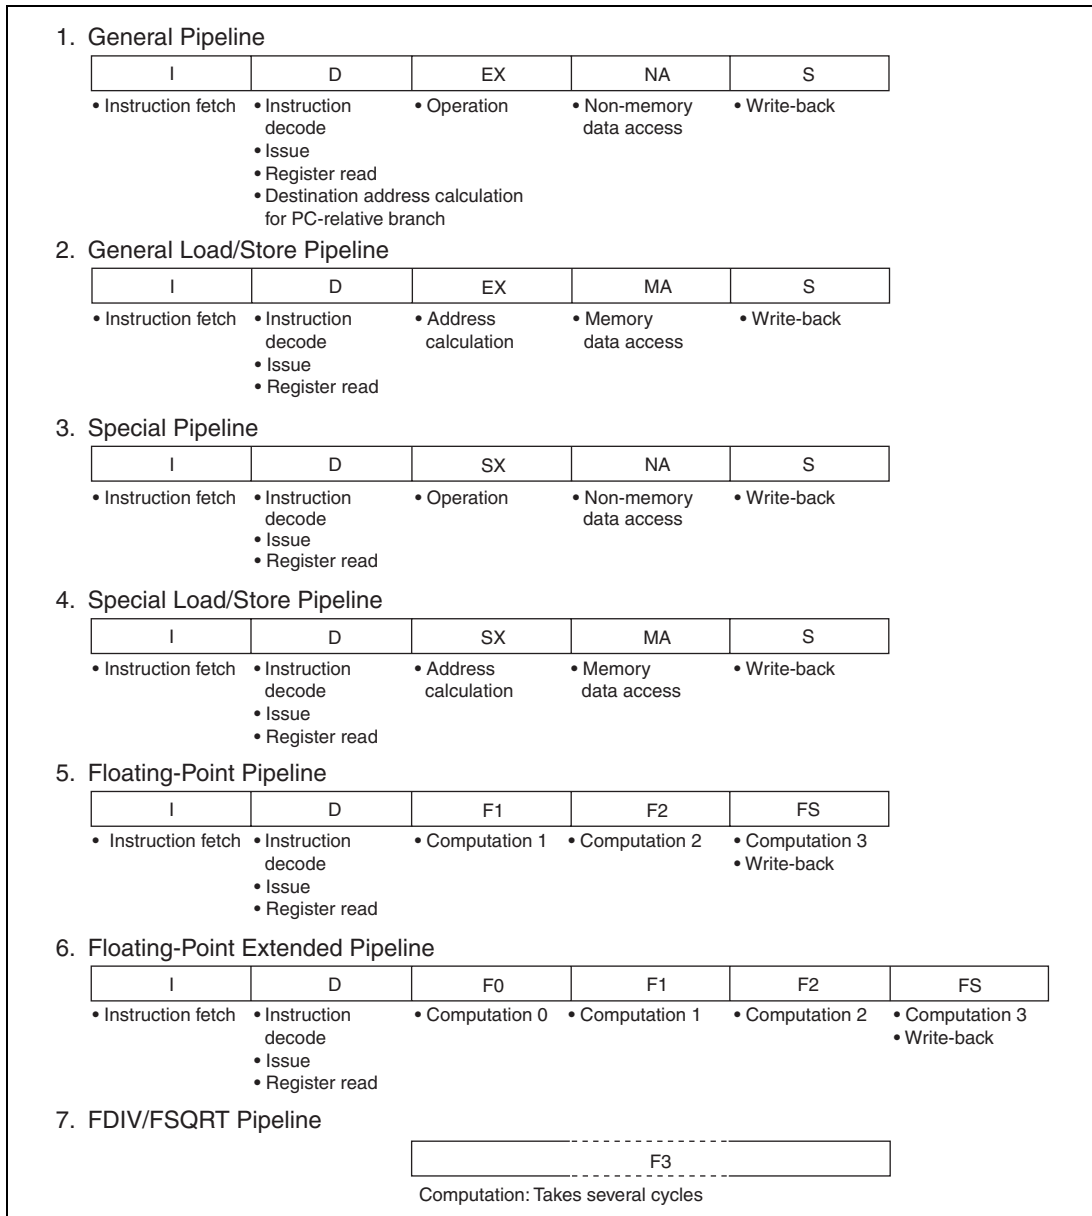 1. General Pipeline
I D EX NA S
• Instruction fetch • Instruction • Operation • Non-memory • Write-back
decode data access
• Issue
• Register read
• Destination address calculation
for PC-relative branch
2. General Load/Store Pipeline
I D EX MA S
• Instruction fetch • Instruction • Address • Memory • Write-back
decode calculation data access
• Issue
• Register read
3. Special Pipeline
I D SX NA S
• Instruction fetch • Instruction • Operation • Non-memory • Write-back
decode data access
• Issue
• Register read
4. Special Load/Store Pipeline
I D SX MA S
• Instruction fetch • Instruction • Address • Memory • Write-back
decode calculation data access
• Issue
• Register read
5. Floating-Point Pipeline
I D F1 F2 FS
• Instruction fetch • Instruction • Computation 1 • Computation 2 • Computation 3
decode • Write-back
• Issue
• Register read
6. Floating-Point Extended Pipeline
I D F0 F1 F2 FS
• Instruction fetch • Instruction • Computation 0 • Computation 1 • Computation 2 • Computation 3
decode • Write-back
• Issue
• Register read
7. FDIV/FSQRT Pipeline
F3
Computation: Takes several cycles